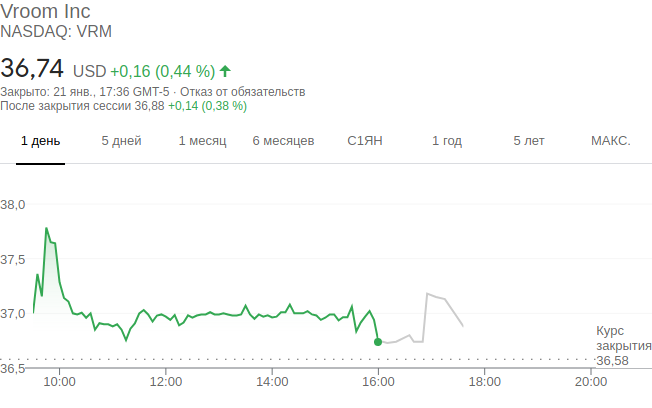 Vroom Inc
NASDAQ: VRM
36,74 USD +0,16 (0,44 %)
Закрыто: 21 янв., 17:36 GMT-5 · Отказ от обязательств
После закрытия сессии 36,88 +0,14 (0,38 %)
1 день 5 дней 1 месяц 6 месяцев С1ЯН 1 год 5 лет МАКС.
38,0
37,5
37,0
Курс
закрытия
36,58
36,5
10:00 12:00 14:00 16:00 18:00 20:00